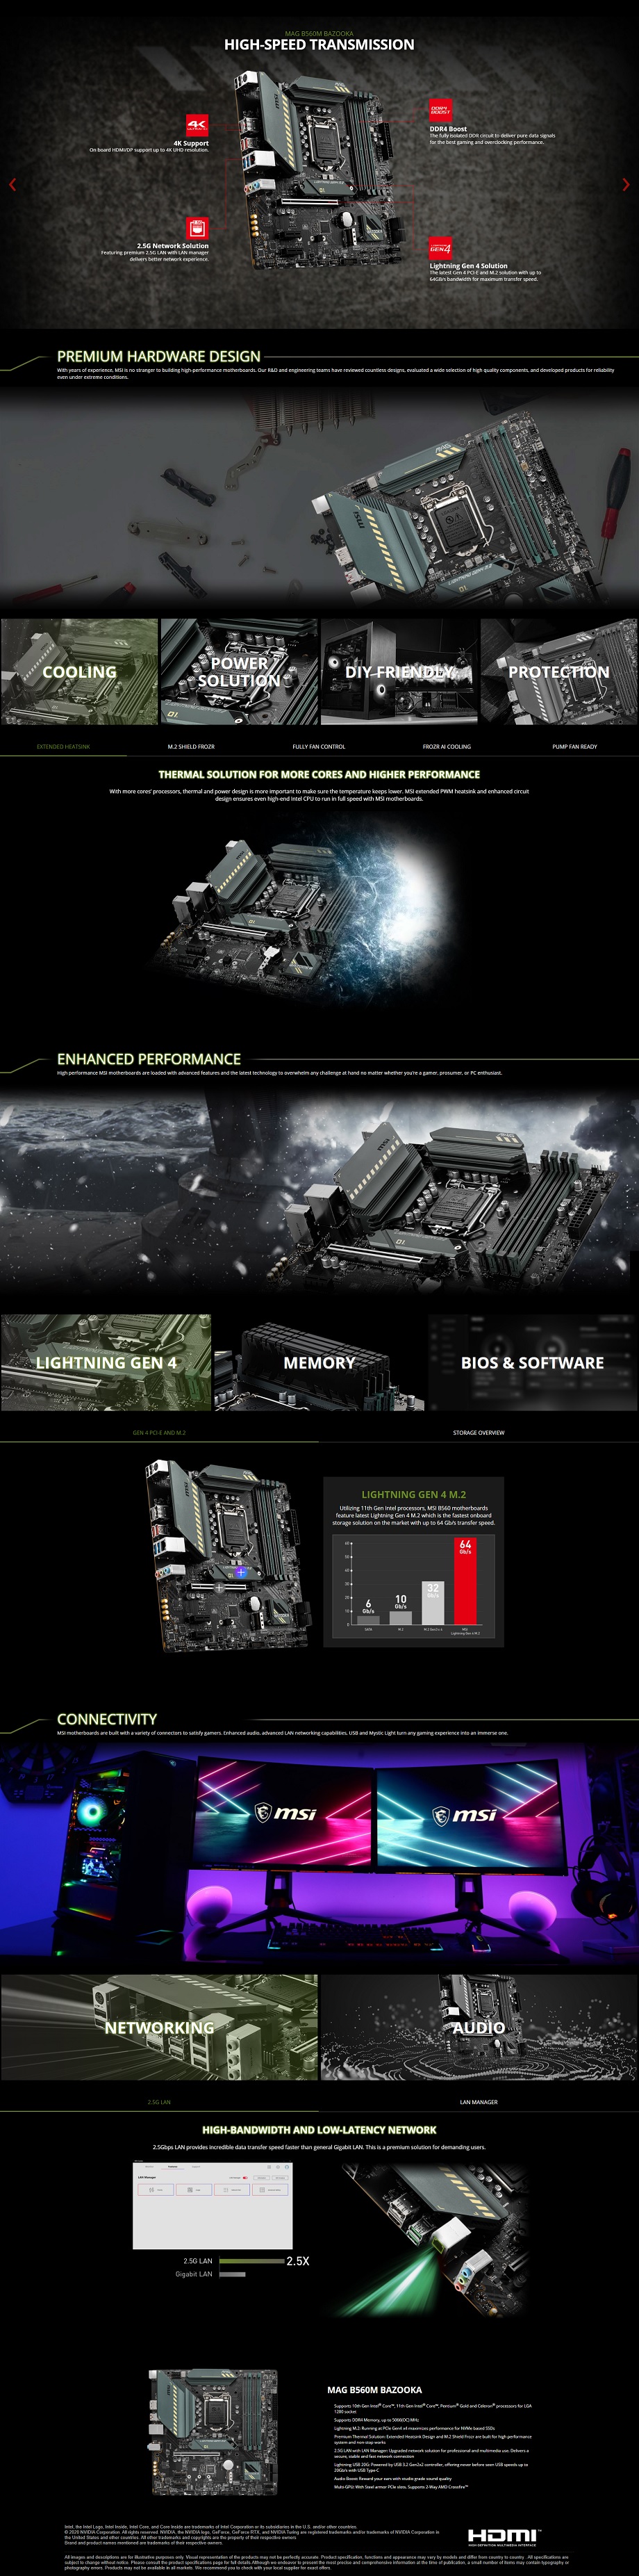 MAG B560M BAZOOKA
HIGH-SPEED TRANSMISSION
4K
4K Support
On board HDMI/DP support up to 4K UHD resolution.
DDR4
BOOST
DDR4 Boost
The fully isolated DDR circuit to deliver pure data signals
for the best gaming and overclocking performance.
2.5G Network Solution
Featuring premium 2.5G LAN with LAN manager
delivers better network experience.
GEN4
Lightning Gen 4 Solution
The latest Gen 4 PCI-E and M.2 solution with up to
64GB/s bandwidth for maximum transfer speed.
PREMIUM HARDWARE DESIGN
With years of experience, MSI is no stranger to building high-performance motherboards. Our R&D and engineering teams have reviewed countless designs, evaluated a wide selection of high quality components, and developed products for reliability
even under extreme conditions.
COOLING
POWER
SOLUTION
DIY FRIENDLY
PROTECTION
EXTENDED HEATSINK
M.2 SHIELD FROZR
FULLY FAN CONTROL
FROZR AI COOLING
PUMP FAN READY
THERMAL SOLUTION FOR MORE CORES AND HIGHER PERFORMANCE
With more cores' processors, thermal and power design is more important to make sure the temperature keeps lower. MSI extended PWM heatsink and enhanced circuit
design ensures even high-end Intel CPU to run in full speed with MSI motherboards.
ENHANCED PERFORMANCE
High performance MSI motherboards are loaded with advanced features and the latest technology to overwhelm any challenge at hand no matter whether you're a gamer, prosumer, or PC enthusiast.
LIGHTNING GEN 4
MEMORY
BIOS & SOFTWARE
GEN 4 PCI-E AND M.2
STORAGE OVERVIEW
LIGHTNING GEN 4 M.2
Utilizing 11th Gen Intel processors, MSI B560 motherboards
feature latest Lightning Gen 4 M.2 which is the fastest onboard
storage solution on the market with up to 64 Gb/s transfer speed.
60
40
30
20
10
0
6
Gb/s
10
Gb/s
32
Gb/s
64
Gb/s
SATA
M.2
M.2 Gen3 x 4
MSI
Lightning Gen 4 M.2
CONNECTIVITY
MSI motherboards are built with a variety of connectors to satisfy gamers. Enhanced audio, advanced LAN networking capabilities, USB and Mystic Light turn any gaming experience into an immerse one.
msi
msi
NETWORKING
AUDIO
2.5G LAN
LAN MANAGER
HIGH-BANDWIDTH AND LOW-LATENCY NETWORK
2.5Gbps LAN provides incredible data transfer speed faster than general Gigabit LAN. This is a premium solution for demanding users.
LAN Manager
2.5G LAN
2.5X
Gigabit LAN
MAG B560M BAZOOKA
Supports 10th Gen Intel® Core™, 11th Gen Intel® Core™, Pentium® Gold and Celeron® processors for LGA
1200 socket
Supports DDR4 Memory, up to 5066(OC) MHz
Lightning M.2: Running at PCIe Gen4 x4 maximizes performance for NVMe based SSDs
Premium Thermal Solution: Extended Heatsink Design and M.2 Shield Frozr are built for high performance
system and non-stop works
2.5G LAN with LAN Manager: Upgraded network solution for professional and multimedia use. Delivers a
secure, stable and fast network connection
Lightning USB 20G: Powered by USB 3.2 Gen2x2 controller, offering never before seen USB speeds up to
20Gb/s with USB Type-C
Audio Boost: Reward your ears with studio grade sound quality
Multi-GPU: With Steel armor PCIe slots. Supports 2-Way AMD Crossfire™
Intel, the Intel Logo, Intel Inside, Intel Core, and Core Inside are trademarks of Intel Corporation or its subsidiaries in the U.S. and/or other countries.
© 2020 NVIDIA Corporation. All rights reserved. NVIDIA, the NVIDIA logo, GeForce, GeForce RTX, and NVIDIA Turing are registered trademarks and/or trademarks of NVIDIA Corporation in
the United States and other countries. All other trademarks and copyrights are the property of their respective owners
Brand and product names mentioned are trademarks of their respective owners.
HDMI™
HIGH-DEFINITION MULTIMEDIA INTERFACE
All images and descriptions are for illustrative purposes only. Visual representation of the products may not be perfectly accurate. Product specification, functions and appearance may vary by models and differ from country to country . All specifications are
subject to change without notice. Please consult the product specifications page for full details.Although we endeavor to present the most precise and comprehensive information at the time of publication, a small number of items may contain typography or
photography errors. Products may not be available in all markets. We recommend you to check with your local supplier for exact offers